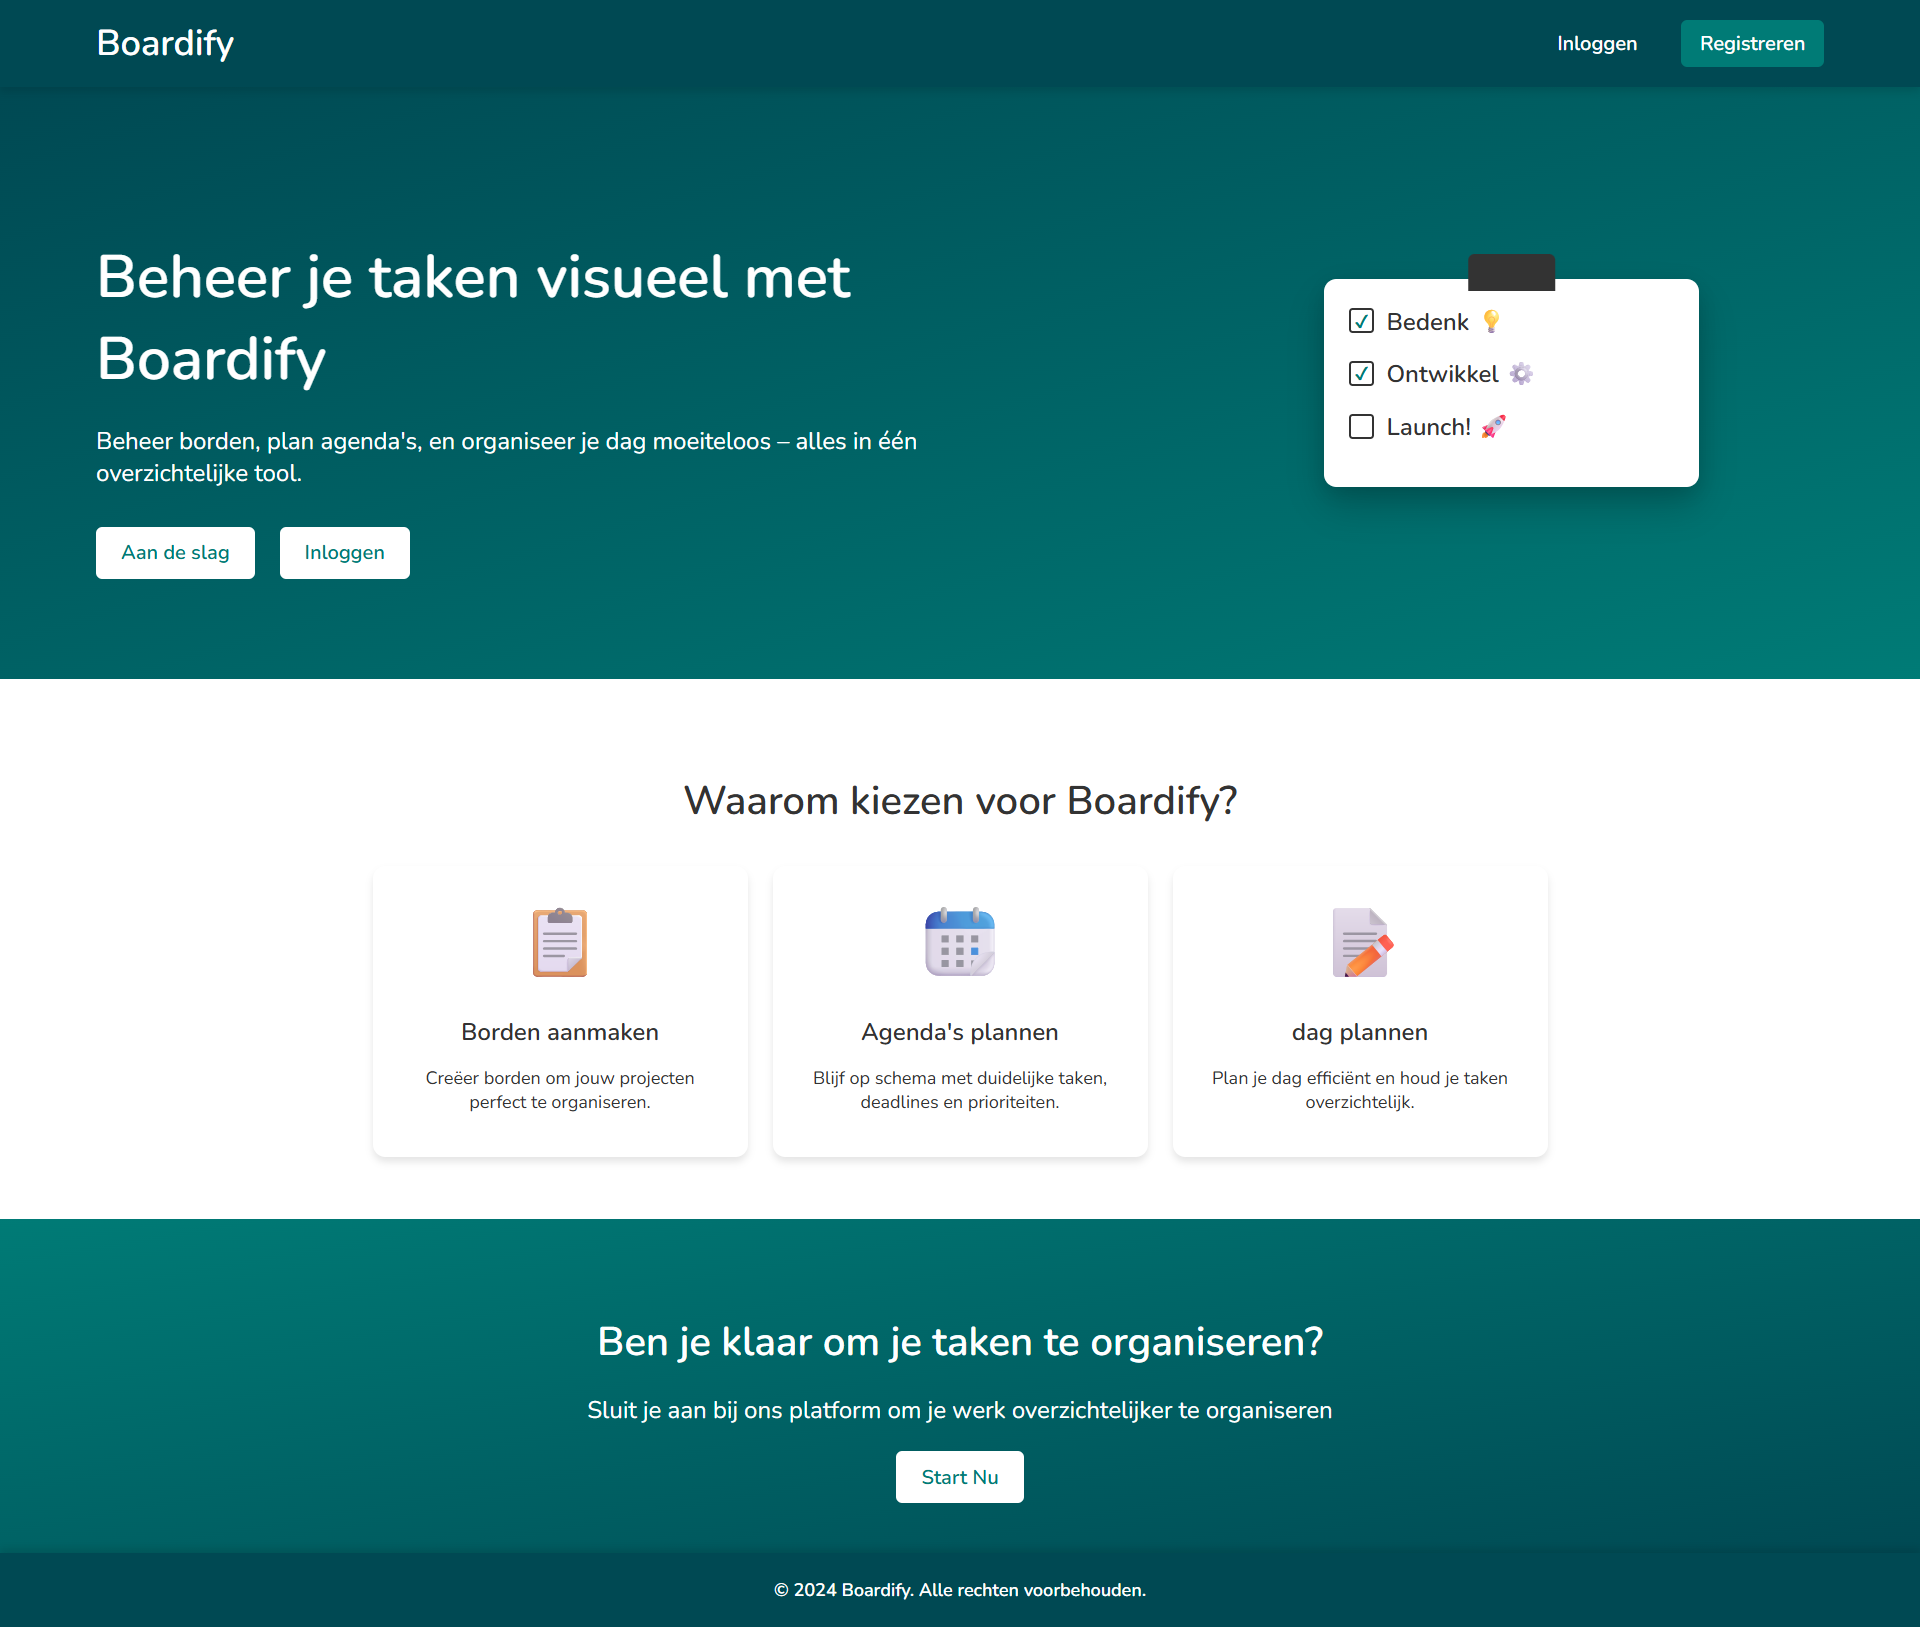 Boardify
Inloggen
Registreren
Beheer je taken visueel met
Boardify
Beheer borden, plan agenda's, en organiseer je dag moeiteloos – alles in één
overzichtelijke tool.
Aan de slag
Inloggen
Bedenk 💡
Ontwikkel ⚙️
Launch! 🚀
Waarom kiezen voor Boardify?
Borden aanmaken
Creëer borden om jouw projecten
perfect te organiseren.
Agenda's plannen
Blijf op schema met duidelijke taken,
deadlines en prioriteiten.
dag plannen
Plan je dag efficiënt en houd je taken
overzichtelijk.
Ben je klaar om je taken te organiseren?
Sluit je aan bij ons platform om je werk overzichtelijker te organiseren
Start Nu
© 2024 Boardify. Alle rechten voorbehouden.